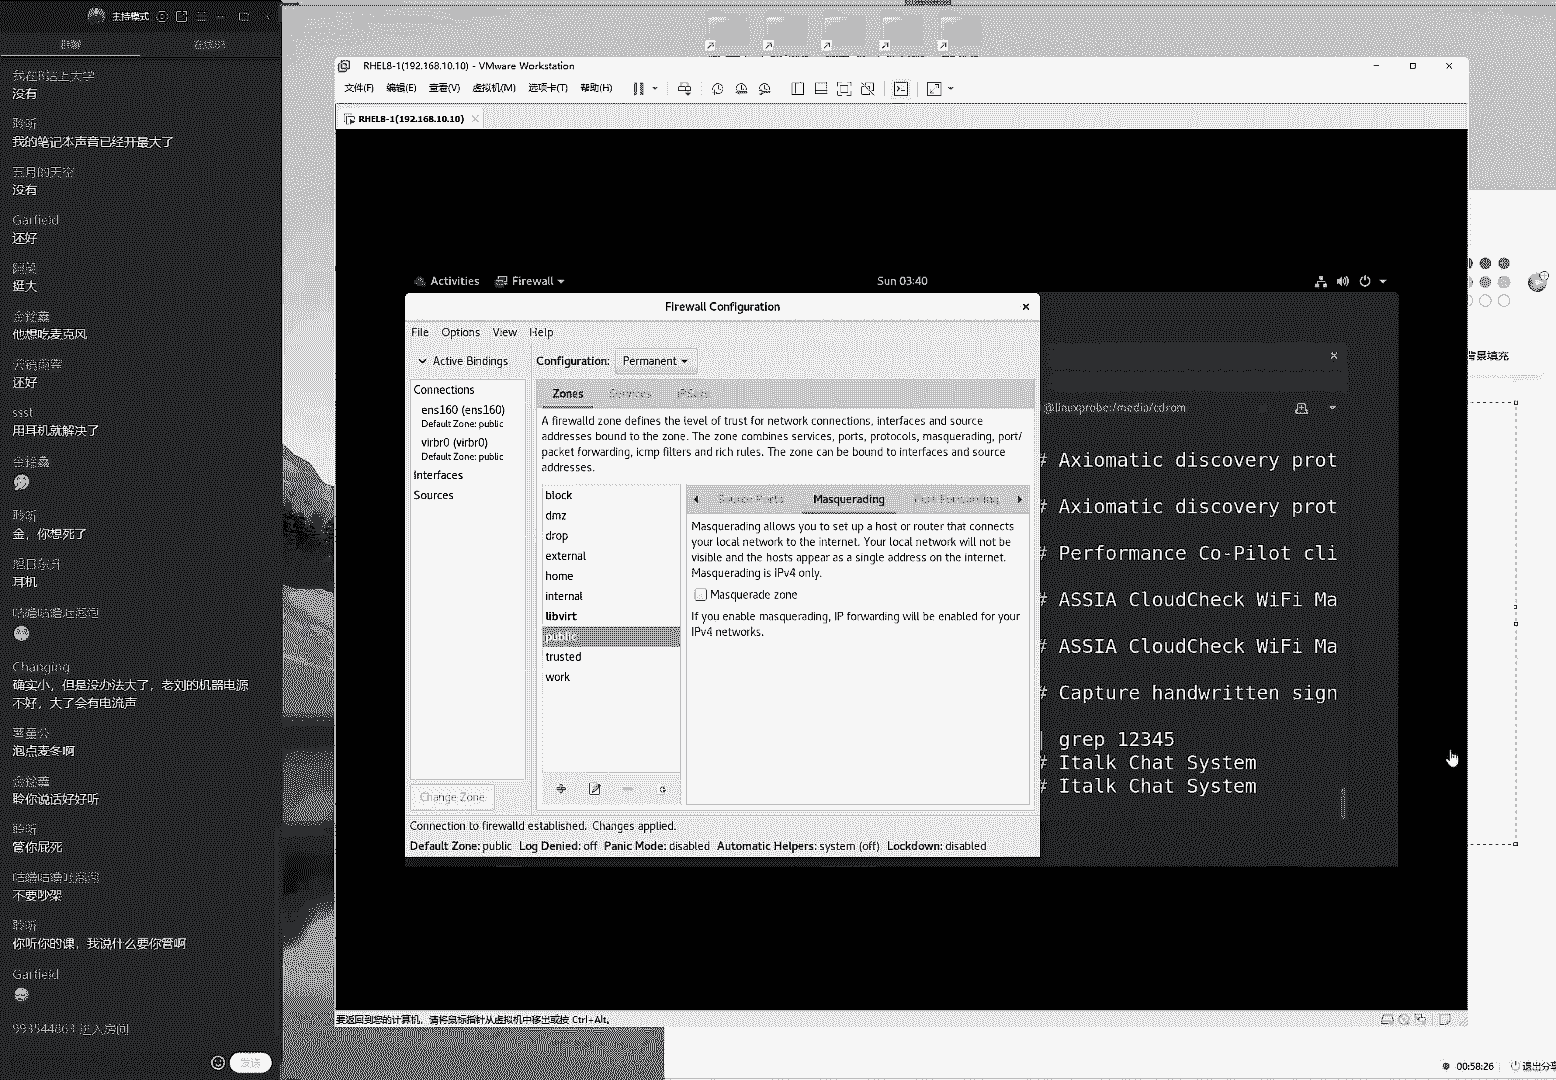 主持模式
在线63
我在B站上大学
没有
聆听
我的笔记本声音已经开最大了
五月的天空
没有
Garfield
还好
挺大
金鑫鑫
他想吃麦克风
还好
ssst
用耳机就解决了
聆听
金，你想死了
旭日东升
耳机
Changing
确实小，但是没办法大了，老刘的机器电源
不好，大了会有电流声
泡点麦冬啊
聆你说话好好听
聆听
管你屁死
不要吵架
聆听
你听你的课，我说什么要你管啊
Garfield
993544863 进入房间
发送
RHEL8-1(192.168.10.10) - VMware Workstation
文件(F) 编辑(E) 查看(V) 虚拟机(M) 选项卡(T) 帮助(H)
RHEL8-1(192.168.10.10)
Activities Firewall Sun 03:40
Firewall Configuration
File Options View Help
Active Bindings
Configuration: Permanent
Connections
ens160 (ens160)
Default Zone: public
virbr0 (virbr0)
Default Zone: public
Interfaces
Sources
Change Zone
Zones Services IPSets
A firewalld zone defines the level of trust for network connections, interfaces and source
addresses bound to the zone. The zone combines services, ports, protocols, masquerading, port/
packet forwarding, icmp filters and rich rules. The zone can be bound to interfaces and source
addresses.
block
dmz
drop
external
home
internal
libvirt
public
trusted
work
Source Ports Masquerading Port Forwarding
Masquerading allows you to set up a host or router that connects
your local network to the internet. Your local network will not be
visible and the hosts appear as a single address on the internet.
Masquerading is IPv4 only.
Masquerade zone
If you enable masquerading, IP forwarding will be enabled for your
IPv4 networks.
Connection to firewalld established. Changes applied.
Default Zone: public Log Denied: off Panic Mode: disabled Automatic Helpers: system (off) Lockdown: disabled
@linuxprobe:/media/cdrom
# Axiomatic discovery prot
# Axiomatic discovery prot
# Performance Co-Pilot cli
# ASSIA CloudCheck WiFi Ma
# ASSIA CloudCheck WiFi Ma
# Capture handwritten sign
| grep 12345
# Italk Chat System
# Italk Chat System
背景填充
要返回到您的计算机，请将鼠标指针从虚拟机中移出或按 Ctrl+Alt。
00:58:26 退出分享